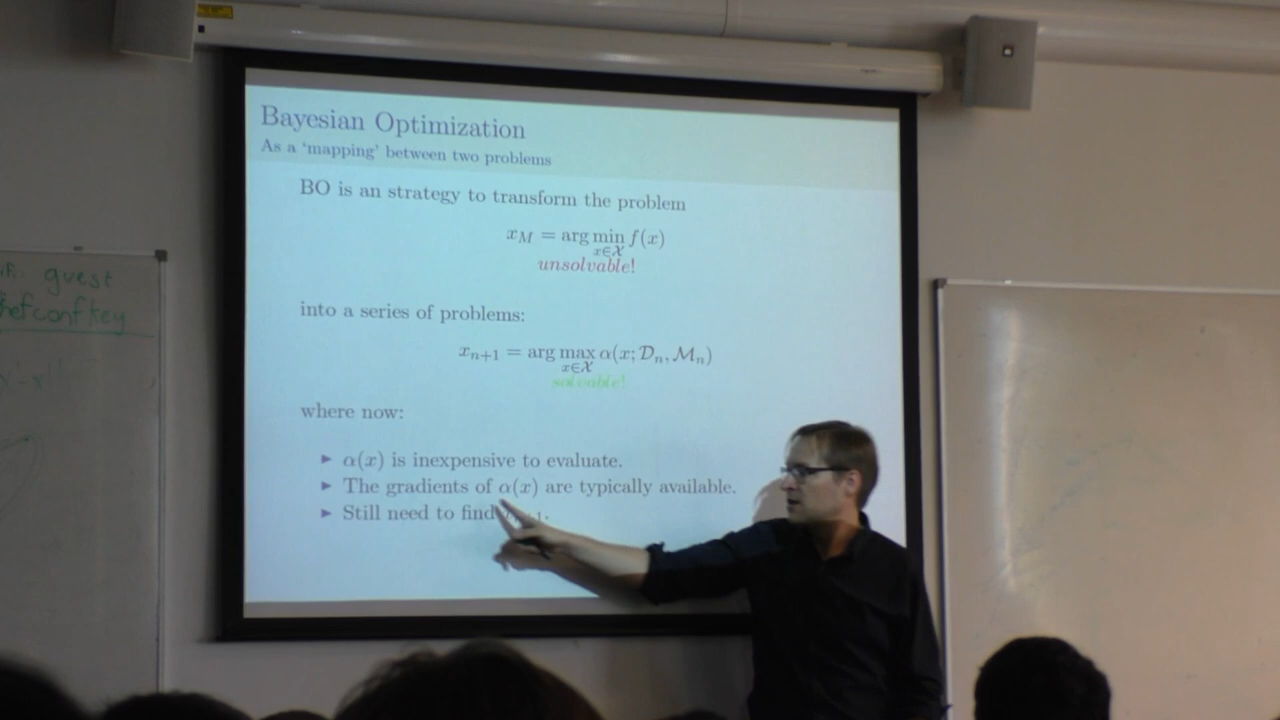 Bayesian Optimization
As a 'mapping' between two problems
BO is an strategy to transform the problem
x_M = arg min f(x)
x∈𝒳
unsolvable!
into a series of problems:
x_{n+1} = arg max α(x; 𝒟_n, ℳ_n)
x∈𝒳
solvable!
where now:
► α(x) is inexpensive to evaluate.
► The gradients of α(x) are typically available.
► Still need to find
guest